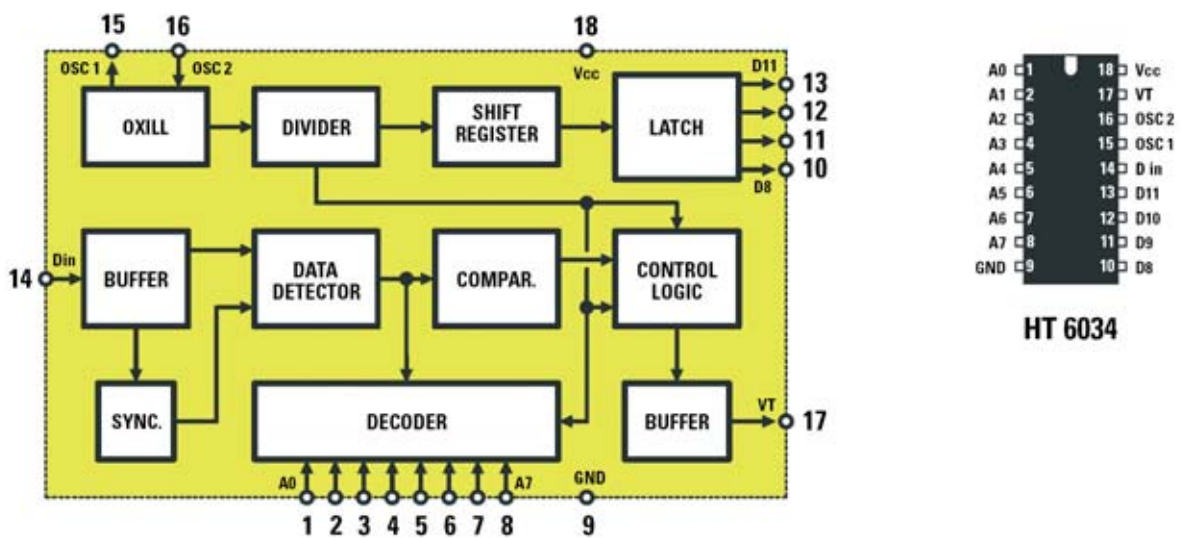 15 16 18
OSC 1 OSC 2 Vcc D11
13
OXILL DIVIDER SHIFT REGISTER LATCH
12
11
10
D8
14 Din
BUFFER DATA DETECTOR COMPAR. CONTROL LOGIC
SYNC. DECODER BUFFER VT 17
A0 A7 GND
1 2 3 4 5 6 7 8 9
A0 1 18 Vcc
A1 2 17 VT
A2 3 16 OSC 2
A3 4 15 OSC 1
A4 5 14 D in
A5 6 13 D11
A6 7 12 D10
A7 8 11 D9
GND 9 10 D8
HT 6034